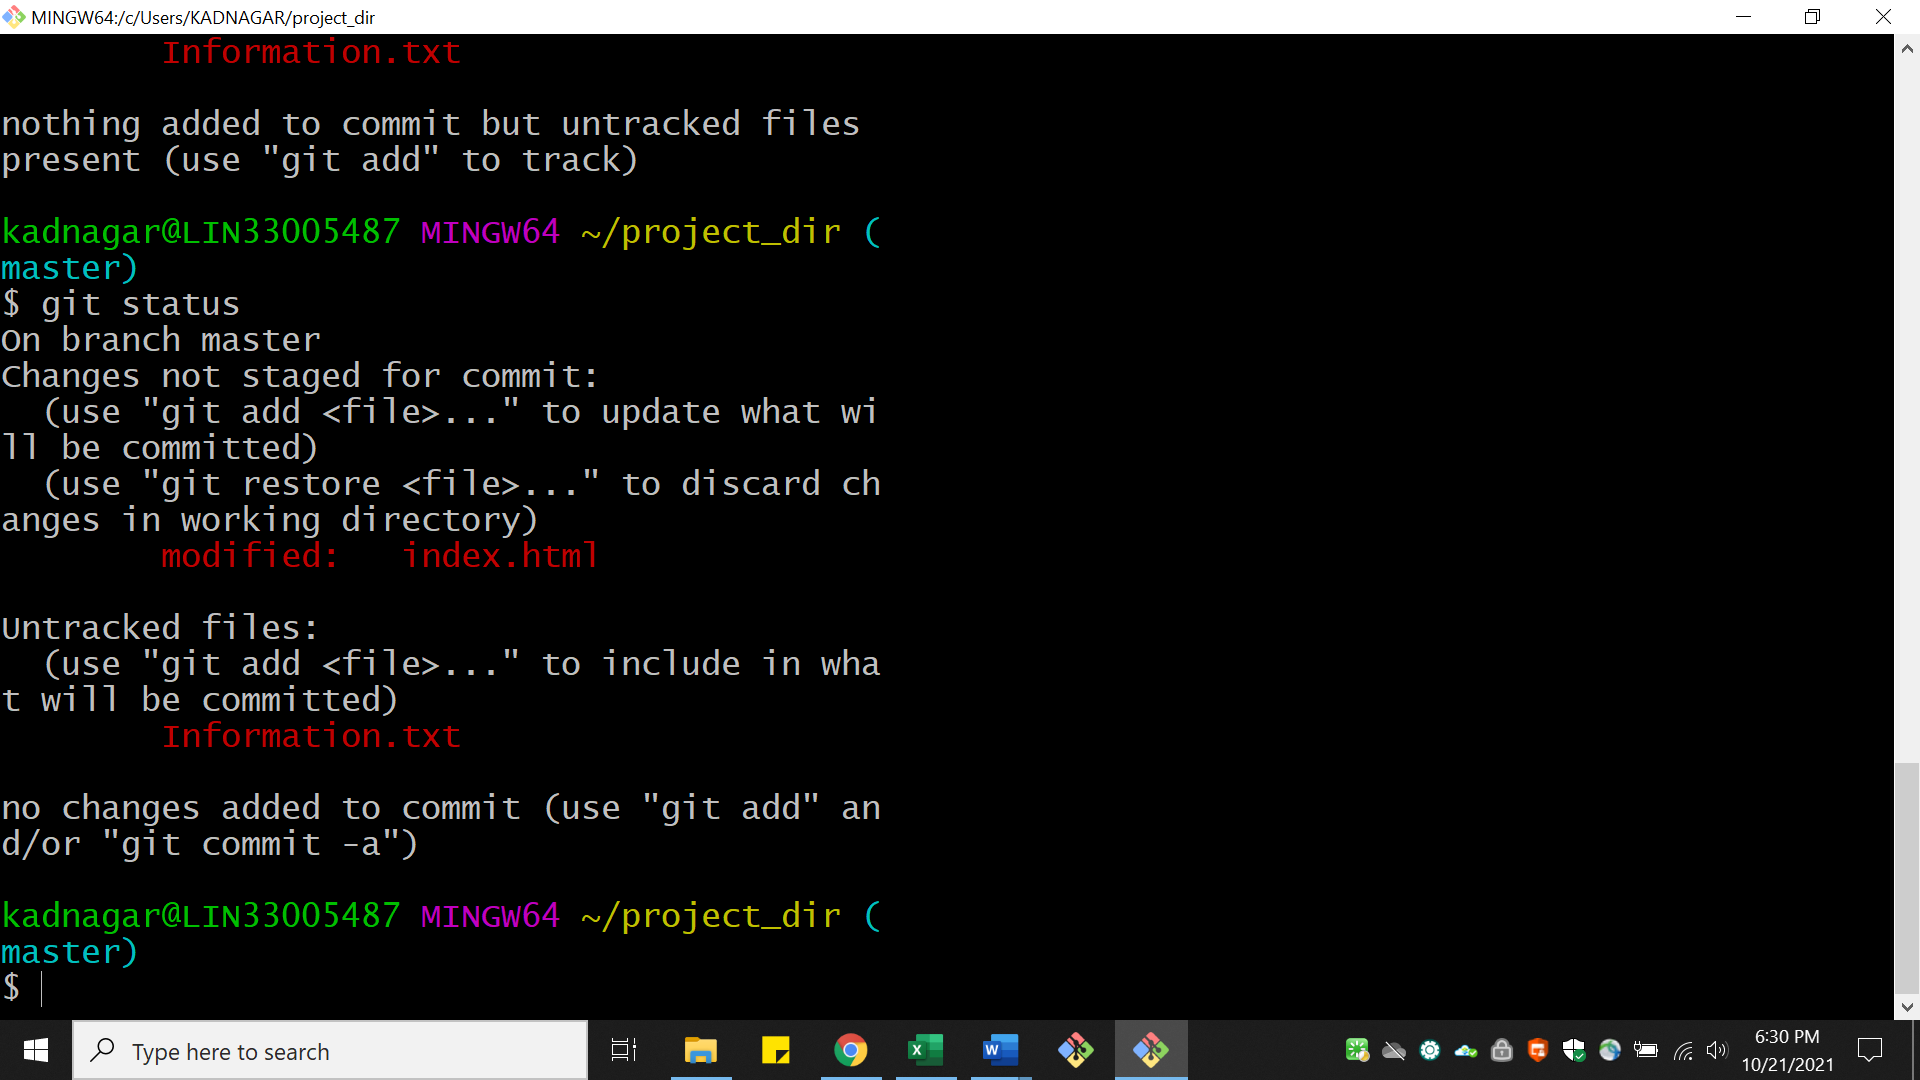 MINGW64:/c/Users/KADNAGAR/project_dir
Information.txt
nothing added to commit but untracked files
present (use "git add" to track)
kadnagar@LIN33005487 MINGW64 ~/project_dir (
master)
$ git status
On branch master
Changes not staged for commit:
(use "git add <file>..." to update what wi
ll be committed)
(use "git restore <file>..." to discard ch
anges in working directory)
modified: index.html
Untracked files:
(use "git add <file>..." to include in wha
t will be committed)
Information.txt
no changes added to commit (use "git add" an
d/or "git commit -a")
kadnagar@LIN33005487 MINGW64 ~/project_dir (
master)
$
Type here to search
6:30 PM
10/21/2021